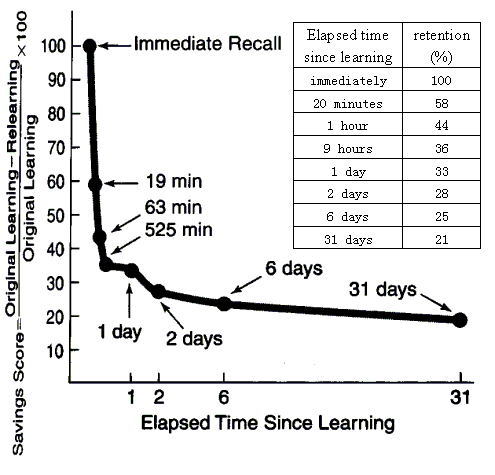 Savings Score = Original Learning – Relearning / Original Learning × 100
100
90
80
70
60
50
40
30
20
10
Immediate Recall
19 min
63 min
525 min
1 day
2 days
6 days
31 days
1 2 6 31
Elapsed Time Since Learning
Elapsed time since learning retention (%)
immediately 100
20 minutes 58
1 hour 44
9 hours 36
1 day 33
2 days 28
6 days 25
31 days 21